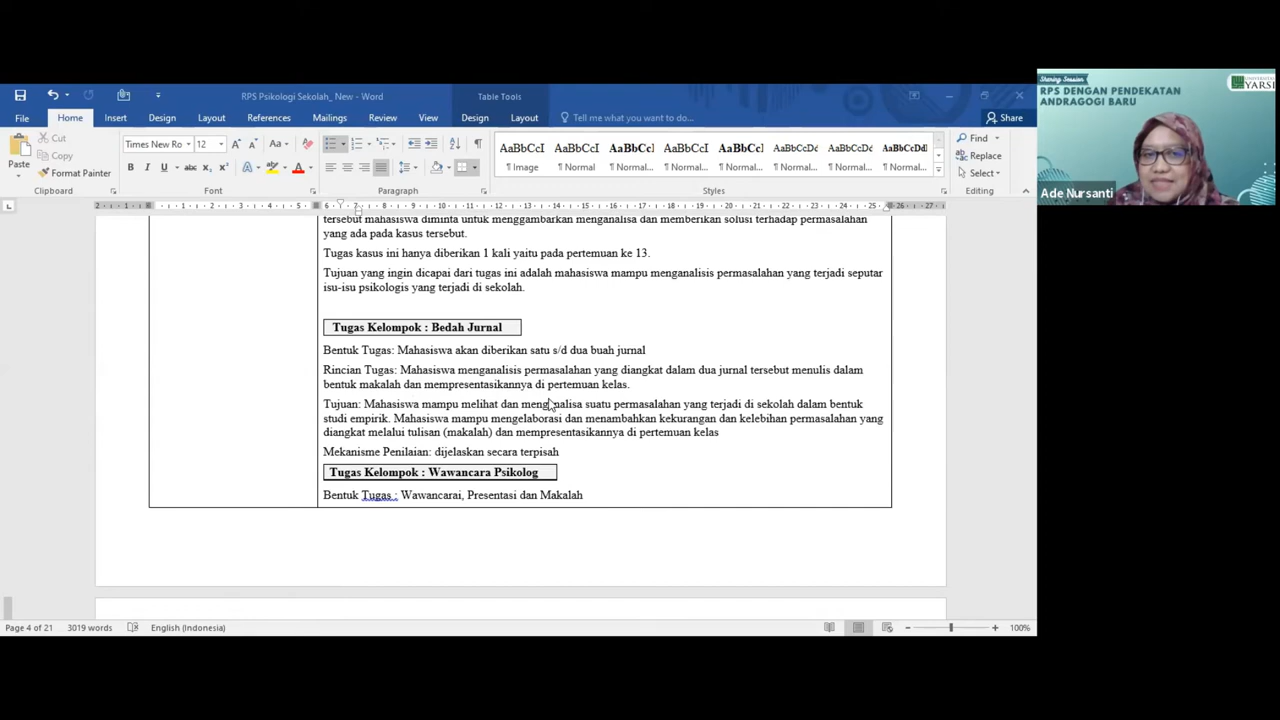 RPS Psikologi Sekolah_ New - Word
Table Tools
File
Home
Insert
Design
Layout
References
Mailings
Review
View
Design
Layout
Tell me what you want to do...
Share
Paste
Cut
Copy
Format Painter
Clipboard
Times New Ro
12
Font
Paragraph
AaBbCcI
¶ Image
AaBbCcI
¶ Normal
AaBbCc
¶ Normal
AaBbCcI
¶ Normal
AaBbCc
¶ Normal
AaBbCcDd
¶ Normal
AaBbCcDd
¶ Normal
AaBbCcDd
¶ Normal
Styles
Find
Replace
Select
Editing
tersebut mahasiswa diminta untuk menggambarkan menganalisa dan memberikan solusi terhadap permasalahan
yang ada pada kasus tersebut.
Tugas kasus ini hanya diberikan 1 kali yaitu pada pertemuan ke 13.
Tujuan yang ingin dicapai dari tugas ini adalah mahasiswa mampu menganalisis permasalahan yang terjadi seputar
isu-isu psikologis yang terjadi di sekolah.
Tugas Kelompok : Bedah Jurnal
Bentuk Tugas: Mahasiswa akan diberikan satu s/d dua buah jurnal
Rincian Tugas: Mahasiswa menganalisis permasalahan yang diangkat dalam dua jurnal tersebut menulis dalam
bentuk makalah dan mempresentasikannya di pertemuan kelas.
Tujuan: Mahasiswa mampu melihat dan menganalisa suatu permasalahan yang terjadi di sekolah dalam bentuk
studi empirik. Mahasiswa mampu mengelaborasi dan menambahkan kekurangan dan kelebihan permasalahan yang
diangkat melalui tulisan (makalah) dan mempresentasikannya di pertemuan kelas
Mekanisme Penilaian: dijelaskan secara terpisah
Tugas Kelompok : Wawancara Psikolog
Bentuk Tugas : Wawancarai, Presentasi dan Makalah
Page 4 of 21
3019 words
English (Indonesia)
100%
Sharing Session
RPS DENGAN PENDEKATAN
ANDRAGOGI BARU
YARSI
Ade Nursanti